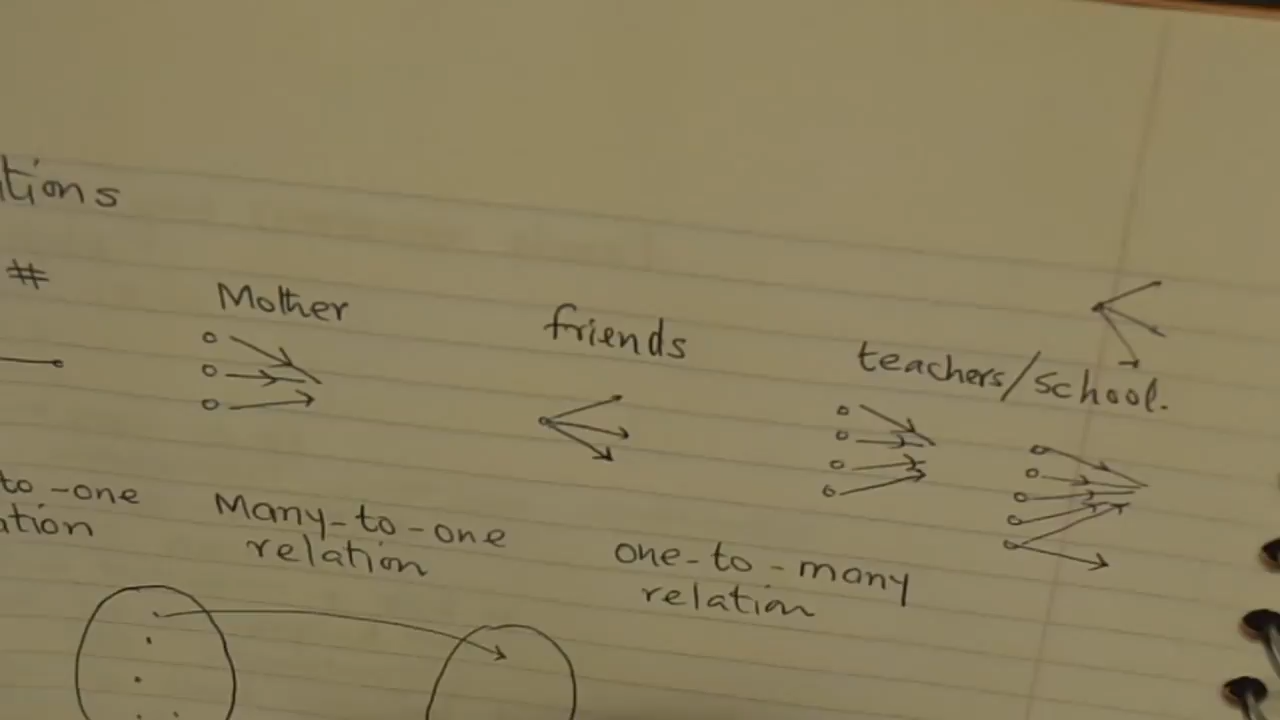 tions
#
Mother
friends
teachers/school.
to-one
ation
Many-to-one
relation
one-to-many
relation